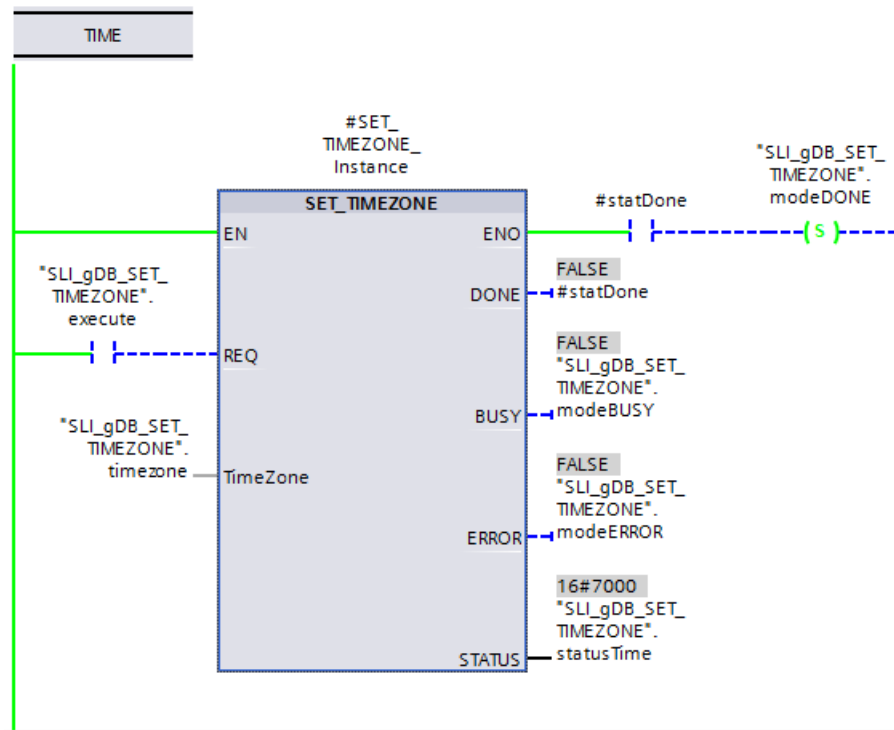 TIME
#SET_
TIMEZONE_
Instance
SET_TIMEZONE
EN
ENO
#statDone
"SLI_gDB_SET_
TIMEZONE".
modeDONE
S
DONE
FALSE
#statDone
"SLI_gDB_SET_
TIMEZONE".
execute
REQ
BUSY
FALSE
"SLI_gDB_SET_
TIMEZONE".
modeBUSY
"SLI_gDB_SET_
TIMEZONE".
timezone
TimeZone
ERROR
FALSE
"SLI_gDB_SET_
TIMEZONE".
modeERROR
STATUS
16#7000
"SLI_gDB_SET_
TIMEZONE".
statusTime